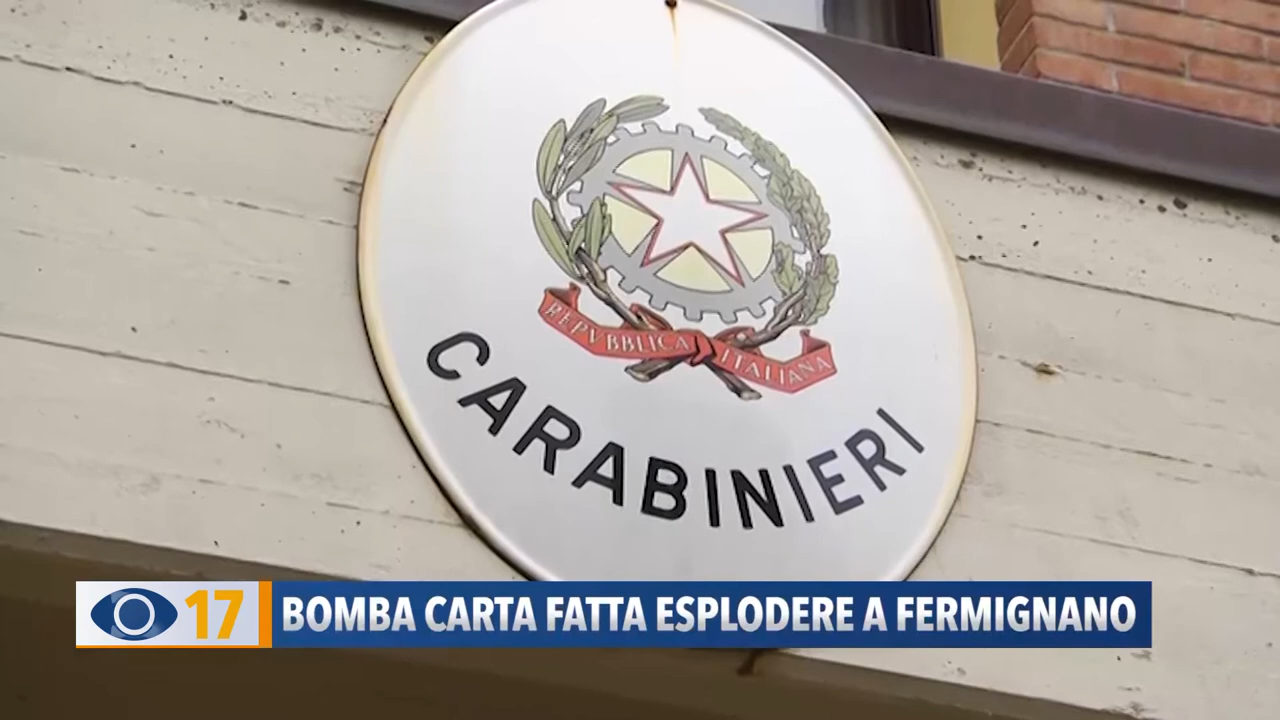 REPVBBLICA ITALIANA
CARABINIERI
17 BOMBA CARTA FATTA ESPLODERE A FERMIGNANO